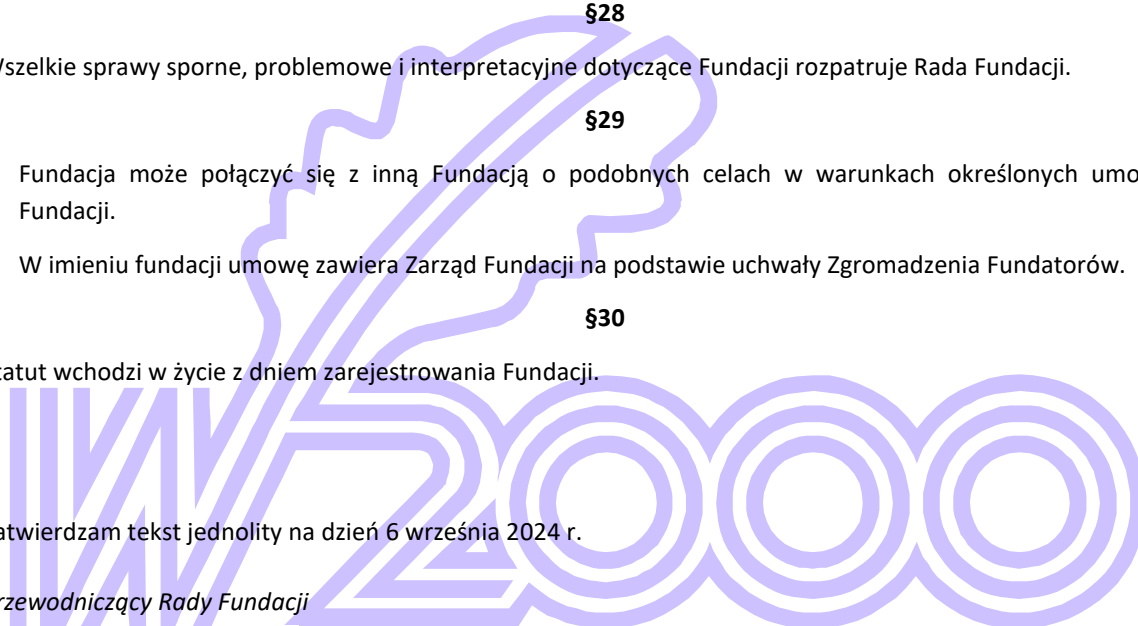 §28
Wszelkie sprawy sporne, problemowe i interpretacyjne dotyczące Fundacji rozpatruje Rada Fundacji.
§29
Fundacja może połączyć się z inną Fundacją o podobnych celach w warunkach określonych umo
Fundacji.
W imieniu fundacji umowę zawiera Zarząd Fundacji na podstawie uchwały Zgromadzenia Fundatorów.
§30
tatut wchodzi w życie z dniem zarejestrowania Fundacji.
atwierdzam tekst jednolity na dzień 6 września 2024 r.
rzewodniczący Rady Fundacji
W2000